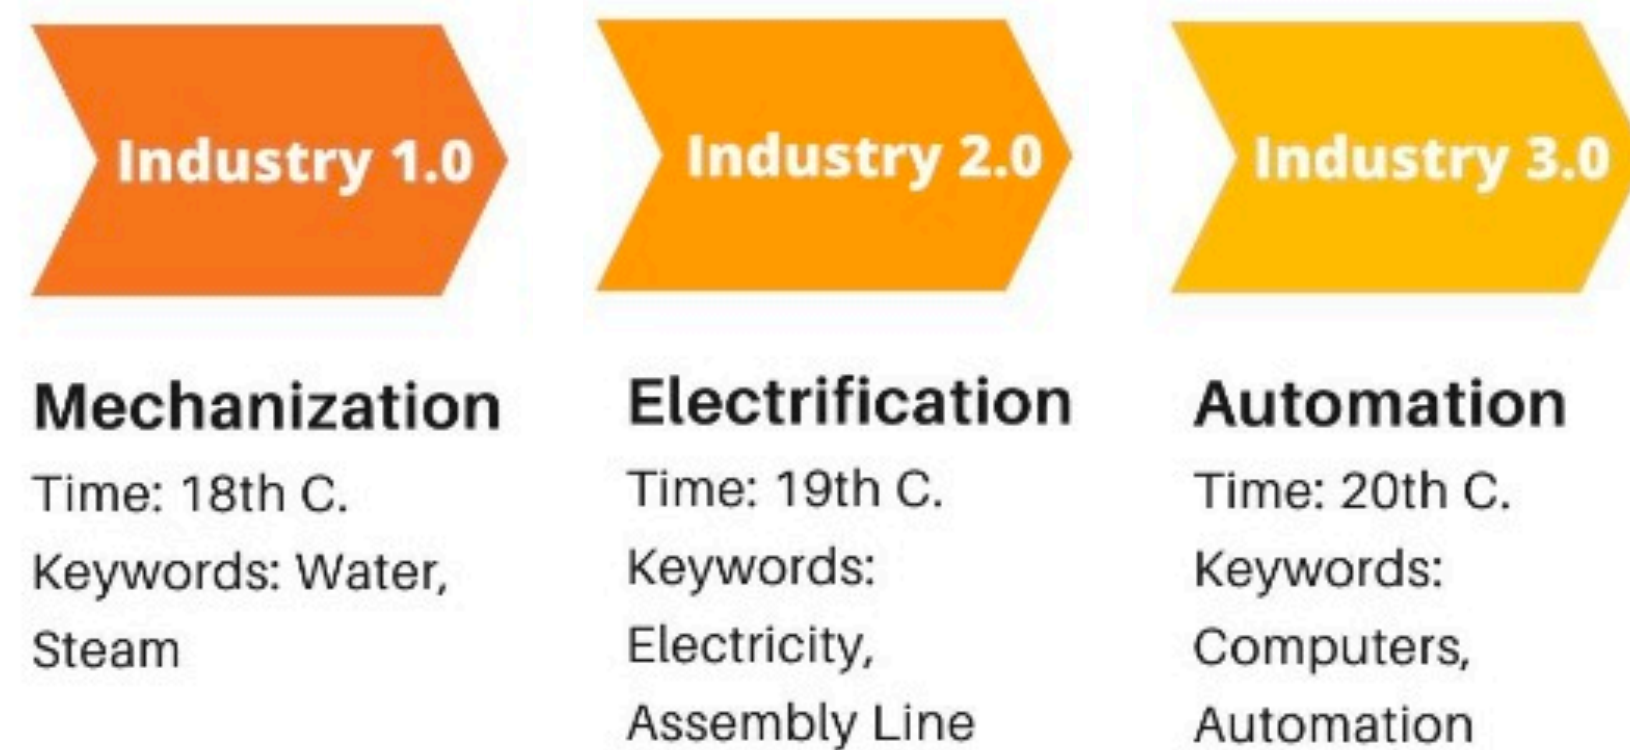 Industry 1.0
Mechanization
Time: 18th C.
Keywords: Water,
Steam
Industry 2.0
Electrification
Time: 19th C.
Keywords:
Electricity,
Assembly Line
Industry 3.0
Automation
Time: 20th C.
Keywords:
Computers,
Automation